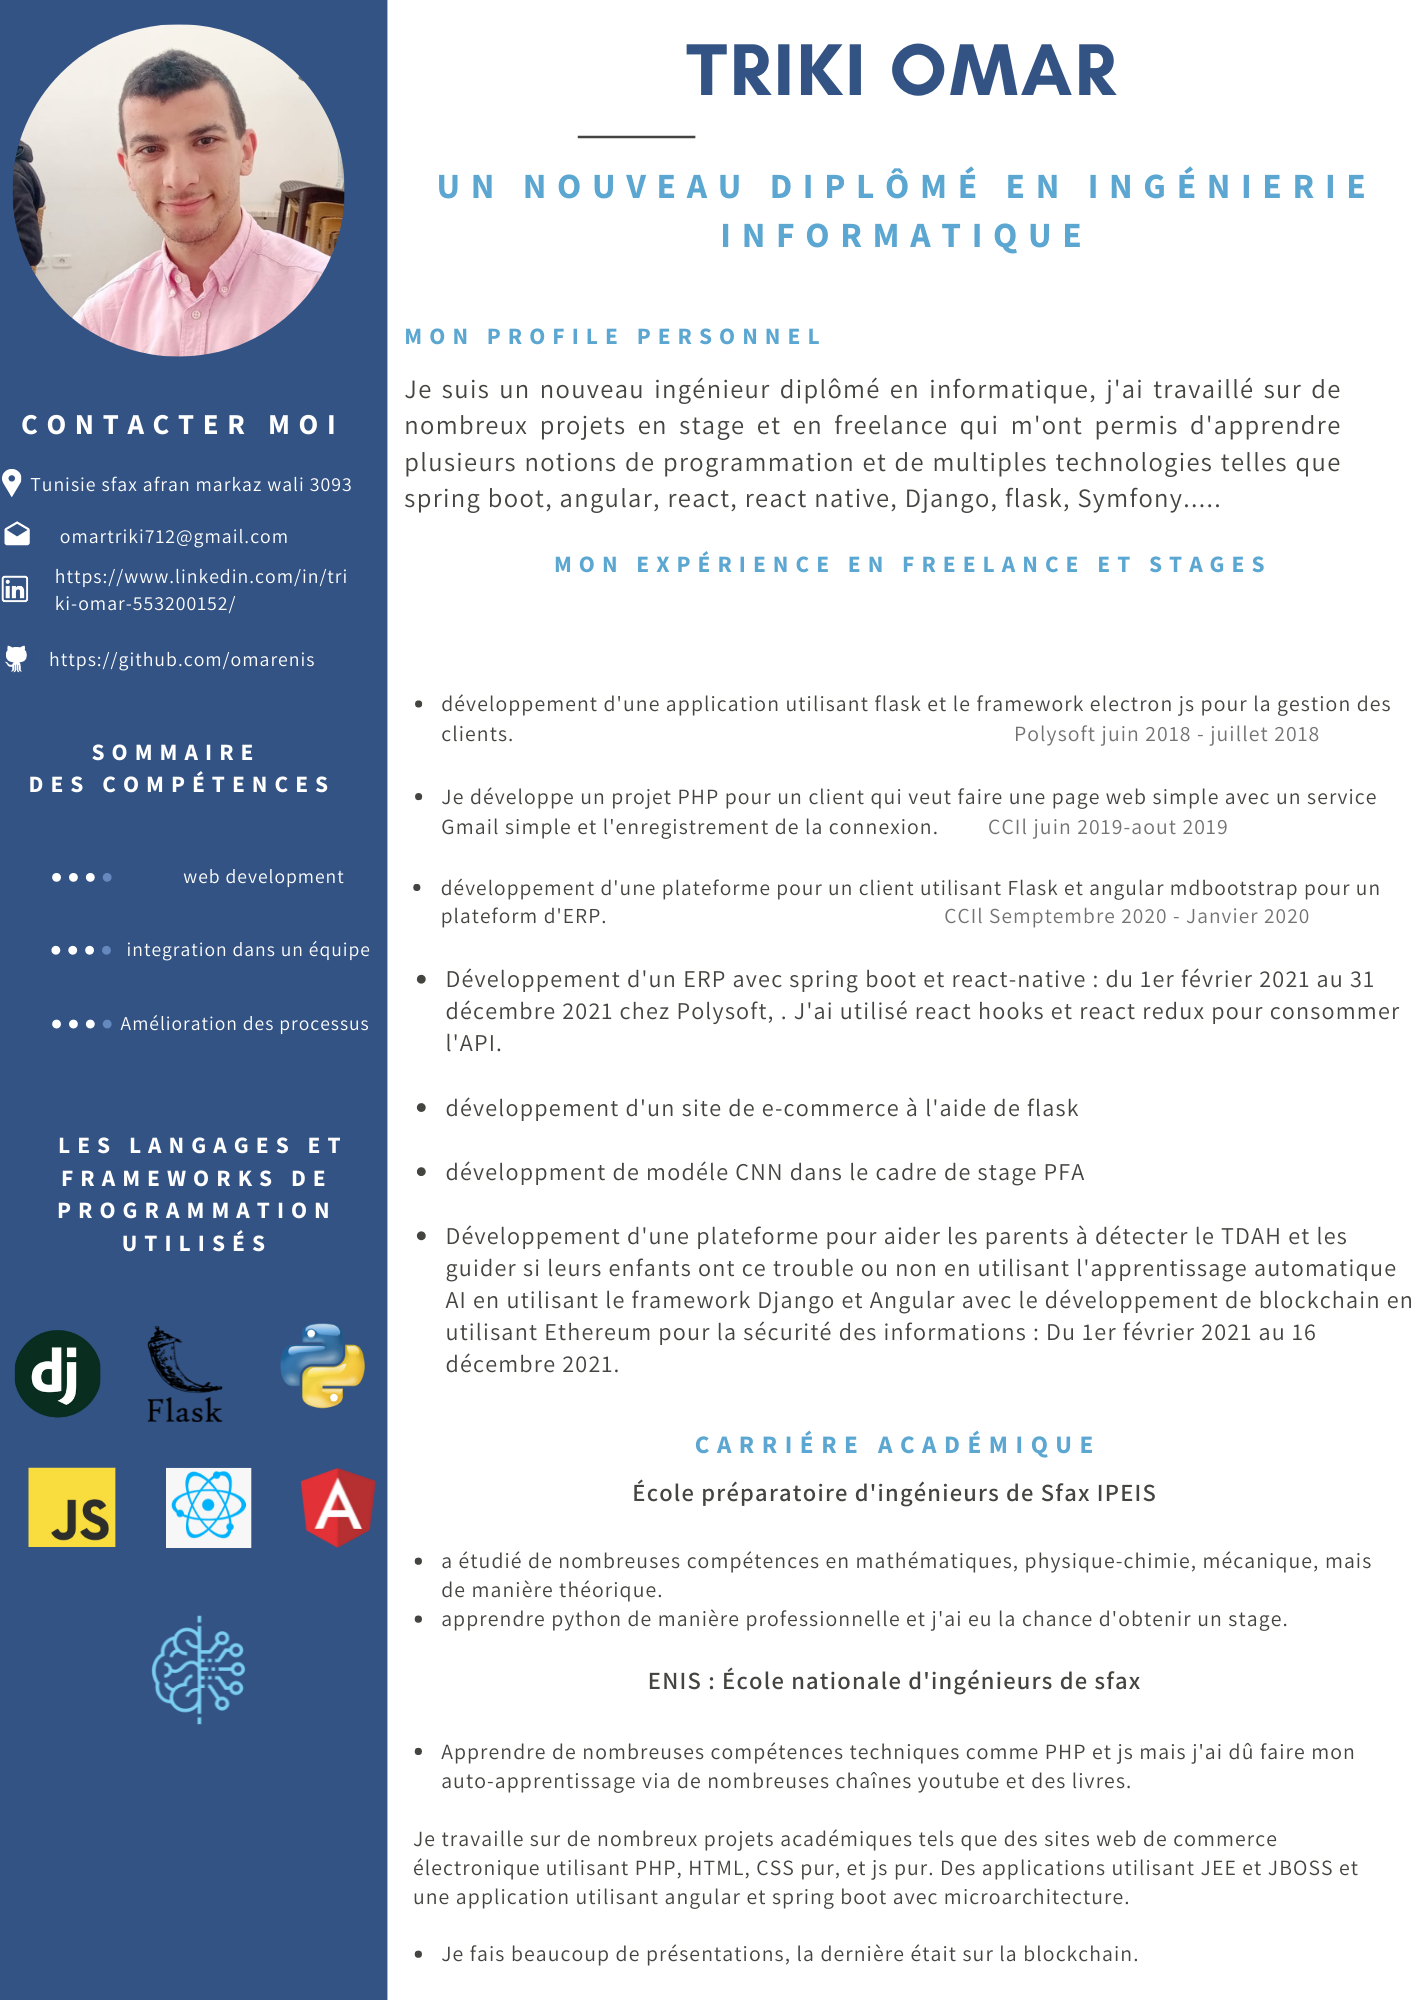 TRIKI OMAR
UN NOUVEAU DIPLÔMÉ EN INGÉNIERIE
INFORMATIQUE
CONTACTER MOI
Tunisie sfax afran markaz wali 3093
omartriki712@gmail.com
in
https://www.linkedin.com/in/tri
ki-omar-553200152/
https://github.com/omarenis
SOMMAIRE
DES COMPÉTENCES
web development
integration dans un équipe
Amélioration des processus
LES LANGAGES ET
FRAMEWORKS DE
PROGRAMMATION
UTILISÉS
dj
Flask
JS
A
MON PROFILE PERSONNEL
Je suis un nouveau ingénieur diplômé en informatique, j'ai travaillé sur de
nombreux projets en stage et en freelance qui m'ont permis d'apprendre
plusieurs notions de programmation et de multiples technologies telles que
spring boot, angular, react, react native, Django, flask, Symfony.....
MON EXPÉRIENCE EN FREELANCE ET STAGES
• développement d'une application utilisant flask et le framework electron js pour la gestion des
clients. Polysoft juin 2018 - juillet 2018
• Je développe un projet PHP pour un client qui veut faire une page web simple avec un service
Gmail simple et l'enregistrement de la connexion. CCIl juin 2019-aout 2019
• développement d'une plateforme pour un client utilisant Flask et angular mdbootstrap pour un
plateform d'ERP. CCIl Semptembre 2020 - Janvier 2020
• Développement d'un ERP avec spring boot et react-native : du 1er février 2021 au 31
décembre 2021 chez Polysoft, . J'ai utilisé react hooks et react redux pour consommer
l'API.
• développement d'un site de e-commerce à l'aide de flask
• développment de modéle CNN dans le cadre de stage PFA
• Développement d'une plateforme pour aider les parents à détecter le TDAH et les
guider si leurs enfants ont ce trouble ou non en utilisant l'apprentissage automatique
AI en utilisant le framework Django et Angular avec le développement de blockchain en
utilisant Ethereum pour la sécurité des informations : Du 1er février 2021 au 16
décembre 2021.
CARRIÉRE ACADÉMIQUE
École préparatoire d'ingénieurs de Sfax IPEIS
• a étudié de nombreuses compétences en mathématiques, physique-chimie, mécanique, mais
de manière théorique.
• apprendre python de manière professionnelle et j'ai eu la chance d'obtenir un stage.
ENIS : École nationale d'ingénieurs de sfax
• Apprendre de nombreuses compétences techniques comme PHP et js mais j'ai dû faire mon
auto-apprentissage via de nombreuses chaînes youtube et des livres.
Je travaille sur de nombreux projets académiques tels que des sites web de commerce
électronique utilisant PHP, HTML, CSS pur, et js pur. Des applications utilisant JEE et JBOSS et
une application utilisant angular et spring boot avec microarchitecture.
• Je fais beaucoup de présentations, la dernière était sur la blockchain.